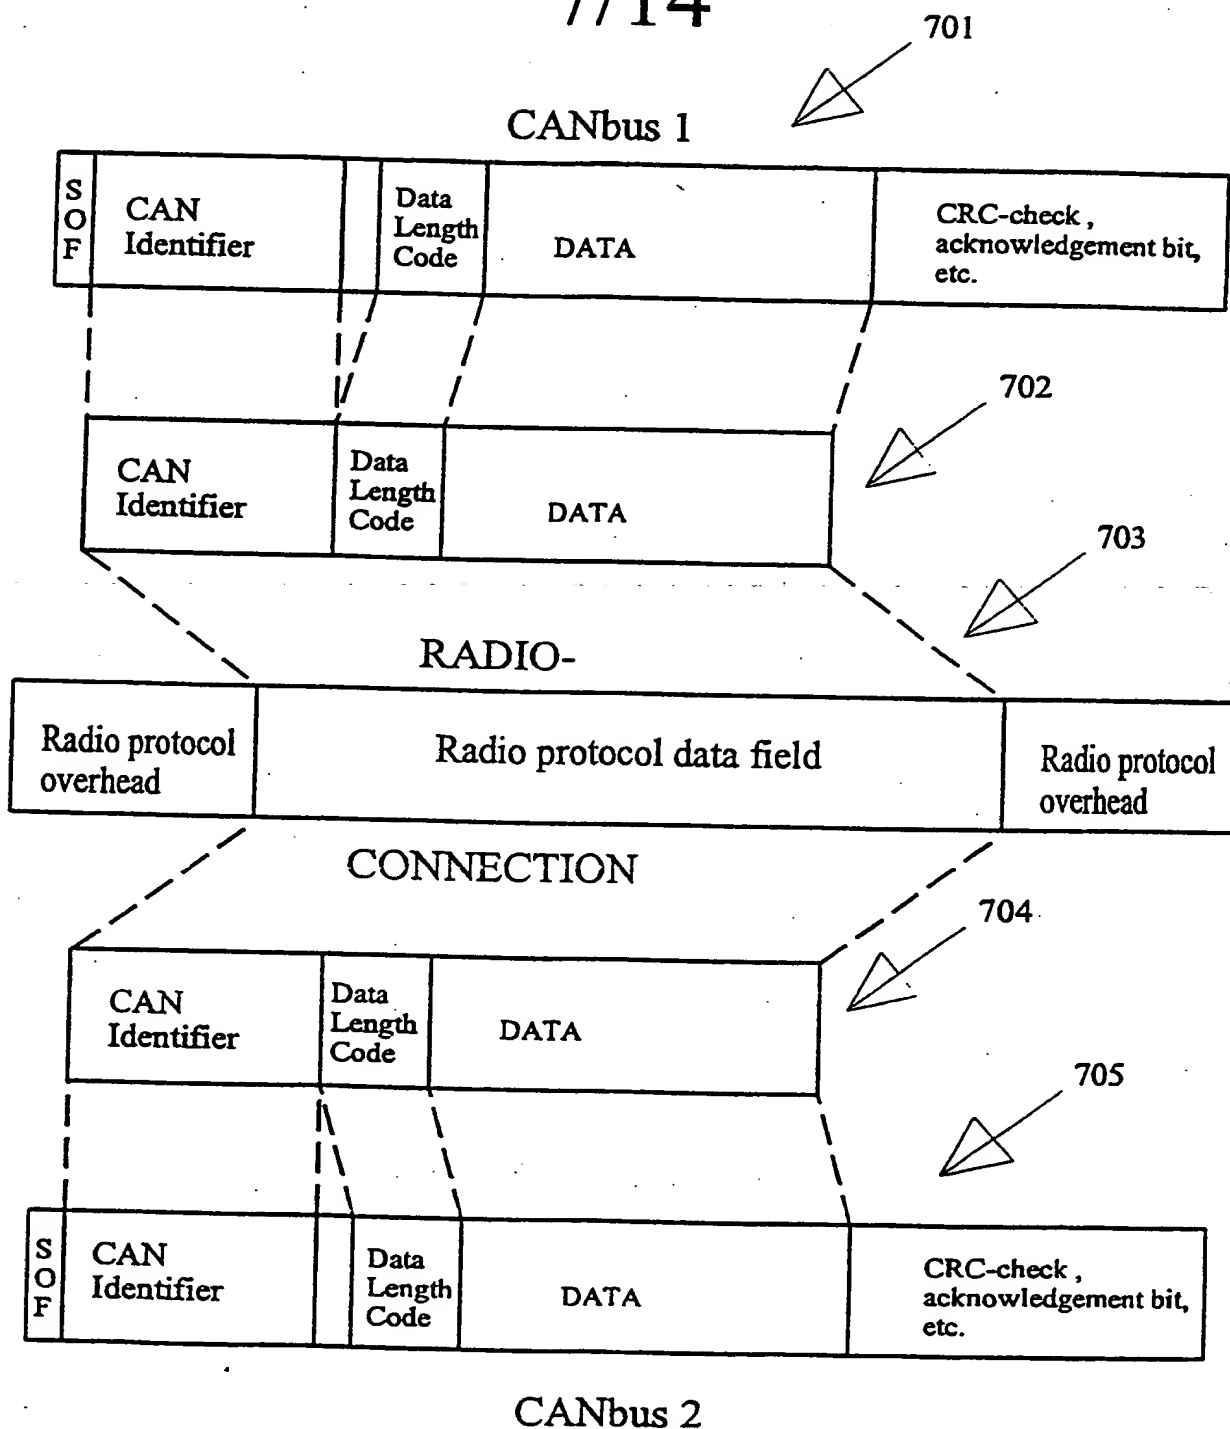 7/14
701
CANbus 1
SOF
CAN
Identifier
Data
Length
Code
DATA
CRC-check ,
acknowledgement bit,
etc.
702
CAN
Identifier
Data
Length
Code
DATA
703
RADIO-
Radio protocol
overhead
Radio protocol data field
Radio protocol
overhead
CONNECTION
704
CAN
Identifier
Data
Length
Code
DATA
705
SOF
CAN
Identifier
Data
Length
Code
DATA
CRC-check ,
acknowledgement bit,
etc.
CANbus 2